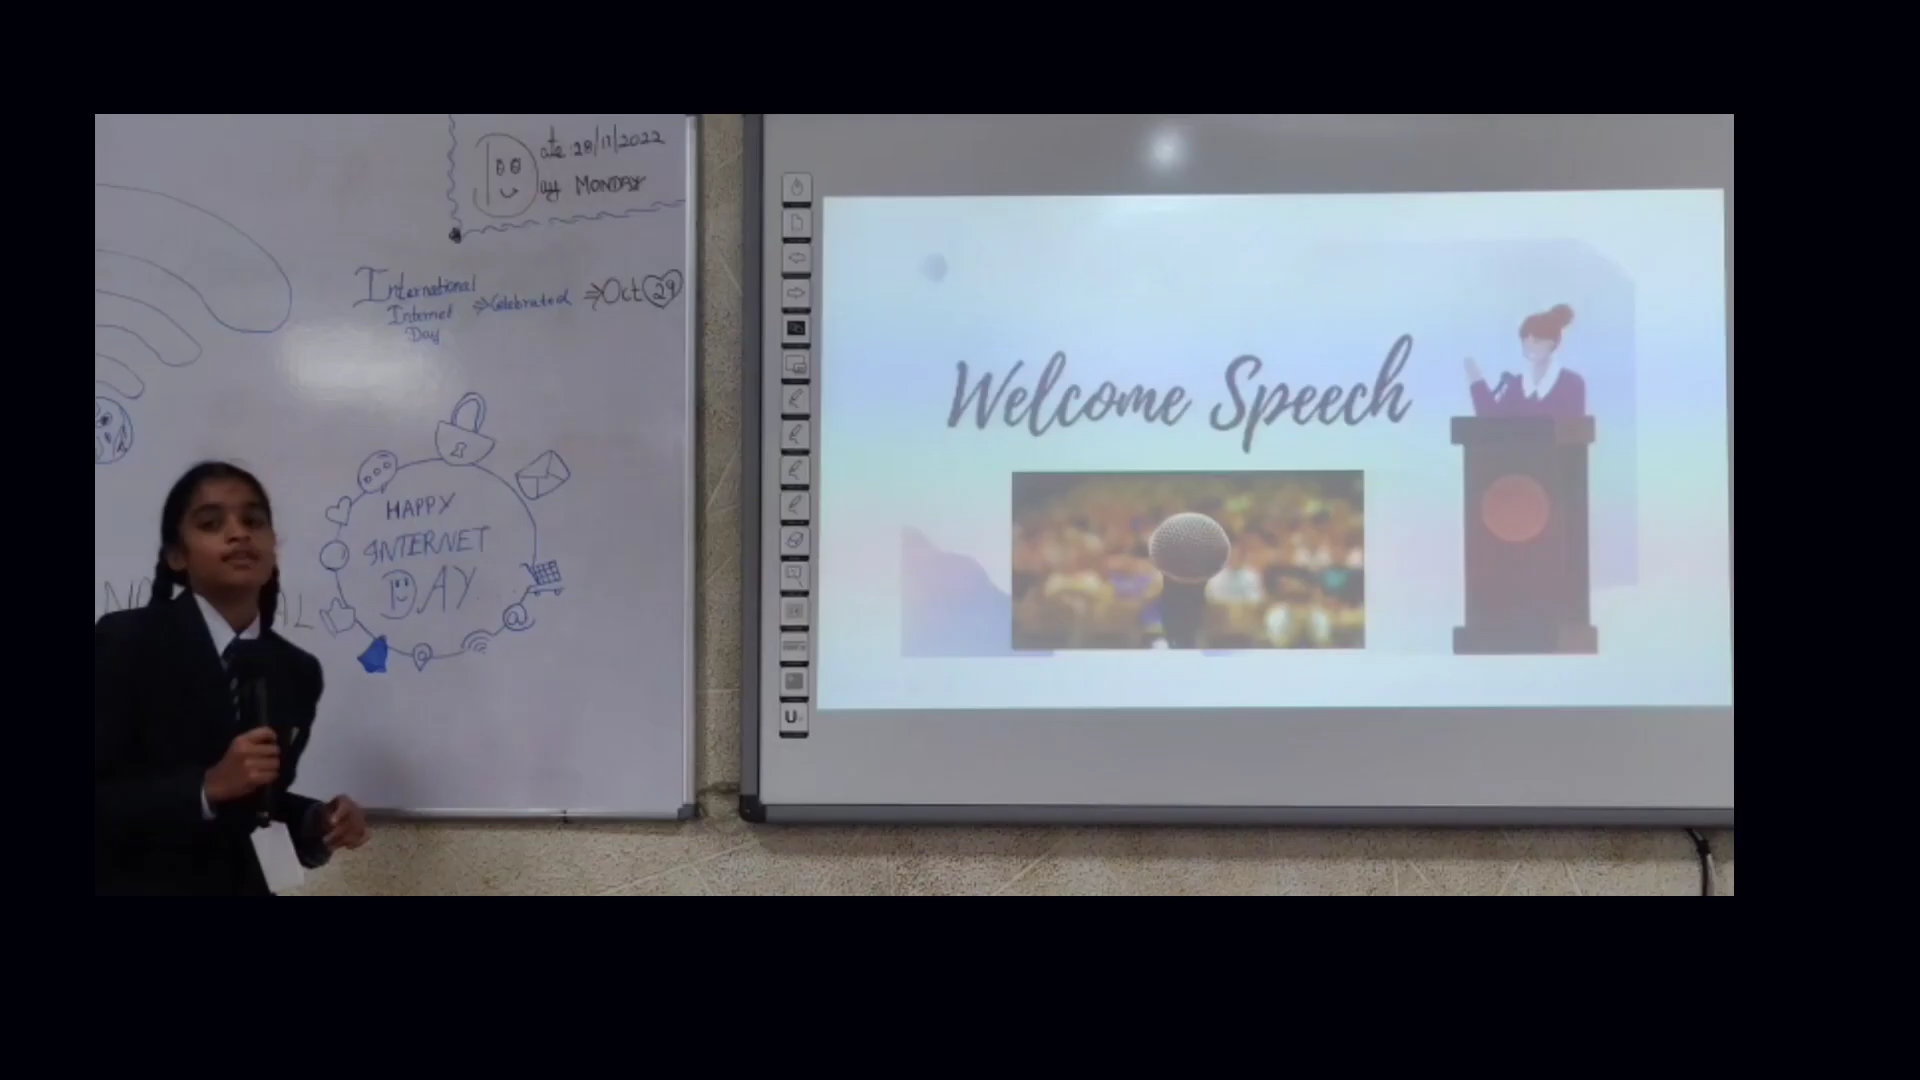 Date: 28/11/2022
Day MONDAY
International
Internet
Day
⇒ Celebrated ⇒ Oct 29
HAPPY
INTERNET
DAY
@
Welcome Speech
U